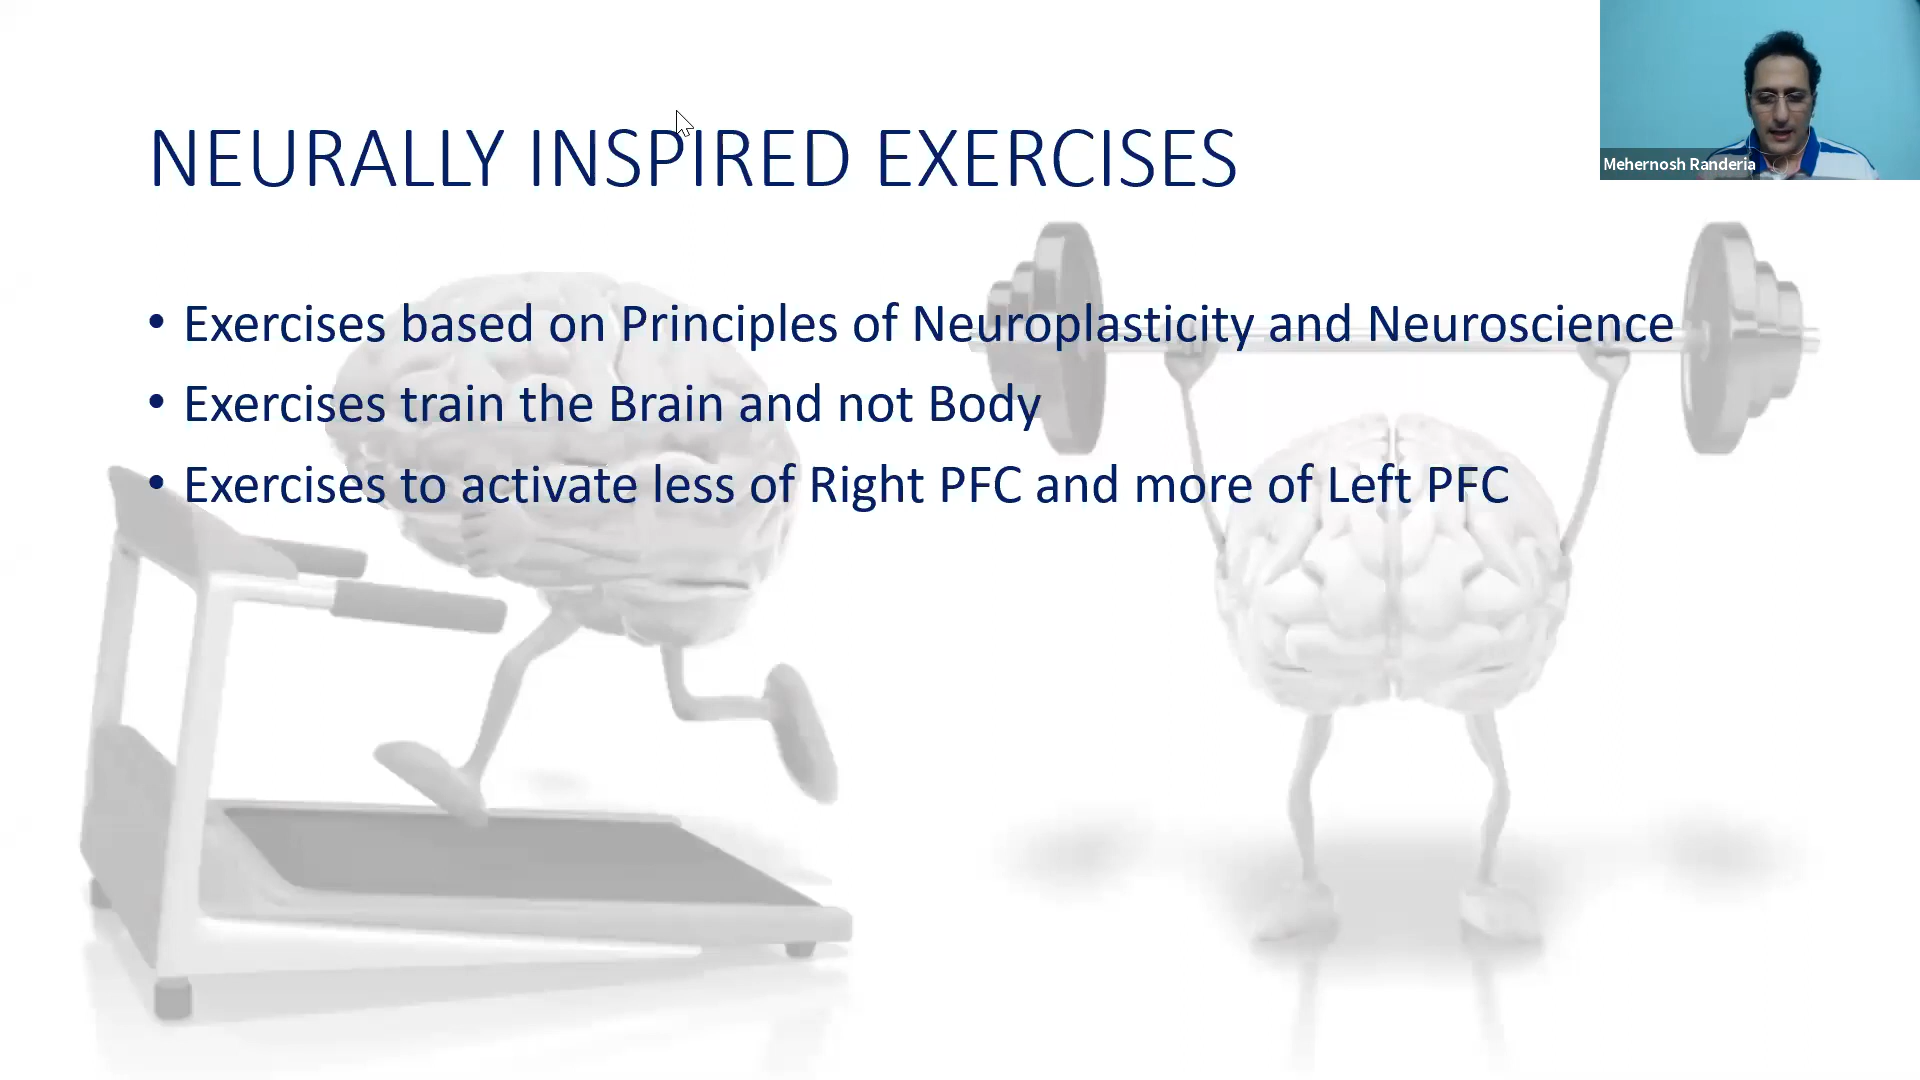 NEURALLY INSPIRED EXERCISES
Mehernosh Randeria
• Exercises based on Principles of Neuroplasticity and Neuroscience
• Exercises train the Brain and not Body
• Exercises to activate less of Right PFC and more of Left PFC